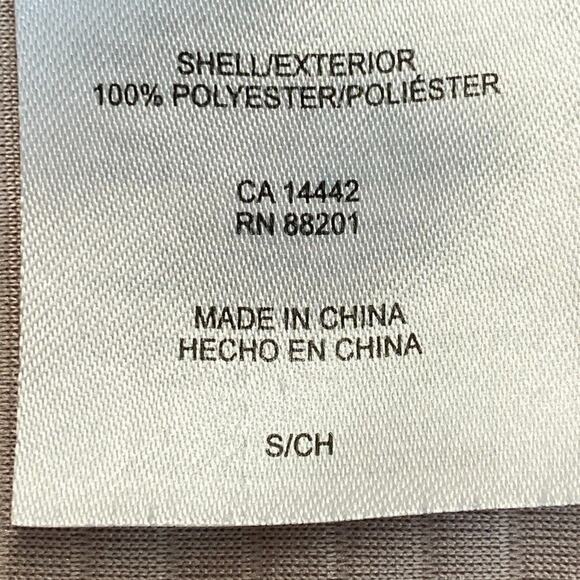 SHELL/EXTERIOR
100% POLYESTER/POLIÉSTER
CA 14442
RN 88201
MADE IN CHINA
HECHO EN CHINA
S/CH